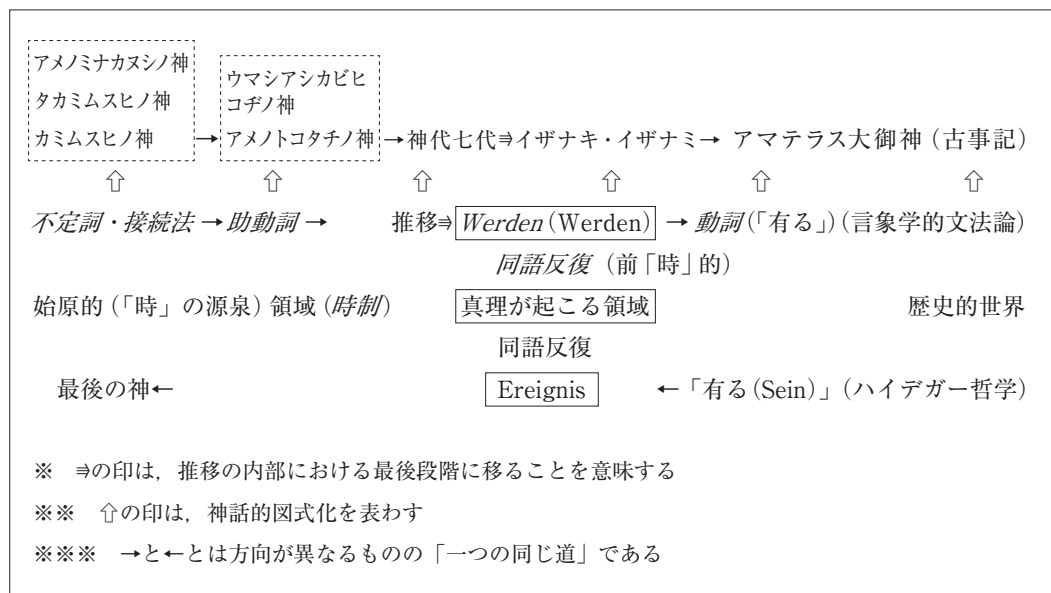 アメノミナカヌシノ神
タカミムスヒノ神
カミムスヒノ神
ウマシアシカビヒ
コヂノ神
アメノトコタチノ神
→ → 神代七代⇛イザナキ・イザナミ→ アマテラス大御神(古事記)
⇧ ⇧ ⇧ ⇧ ⇧ ⇧
不定詞・接続法 → 助動詞 → 推移⇛ Werden(Werden) → 動詞(「有る」)(言象学的文法論)
同語反復(前「時」的)
始原的(「時」の源泉)領域(時制) 真理が起こる領域 歴史的世界
同語反復
最後の神← Ereignis ←「有る(Sein)」(ハイデガー哲学)
※ ⇛の印は,推移の内部における最後段階に移ることを意味する
※※ ⇧の印は,神話的図式化を表わす
※※※ →と←とは方向が異なるものの「一つの同じ道」である